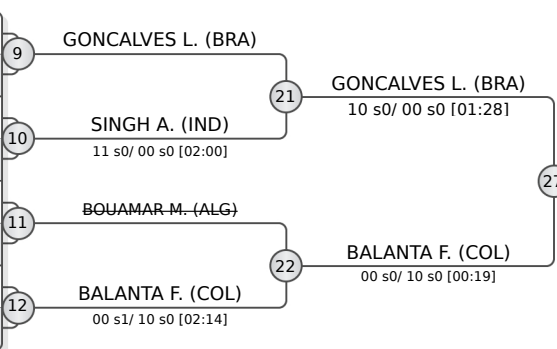 GONCALVES L. (BRA)
9
21
GONCALVES L. (BRA)
10 s0/ 00 s0 [01:28]
SINGH A. (IND)
10
11 s0/ 00 s0 [02:00]
27
BOUAMAR M. (ALG)
11
22
BALANTA F. (COL)
00 s0/ 10 s0 [00:19]
BALANTA F. (COL)
12
00 s1/ 10 s0 [02:14]